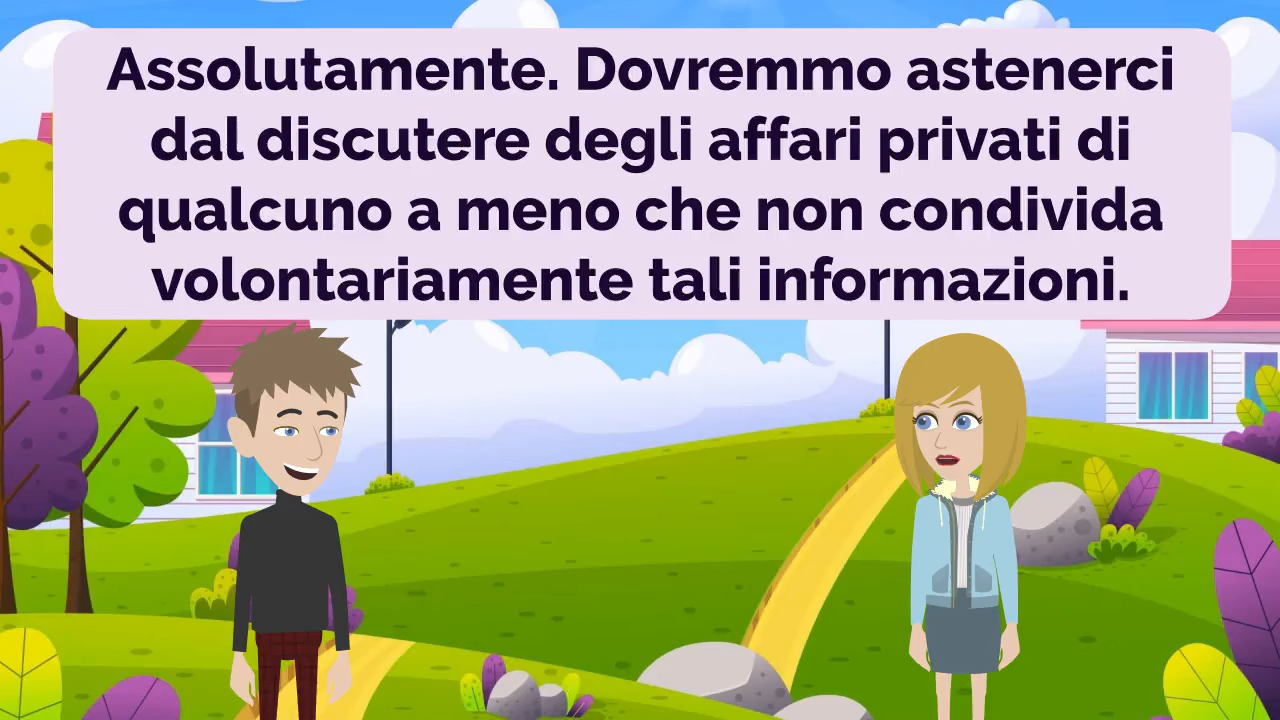 Assolutamente. Dovremmo astenerci
dal discutere degli affari privati di
qualcuno a meno che non condivida
volontariamente tali informazioni.